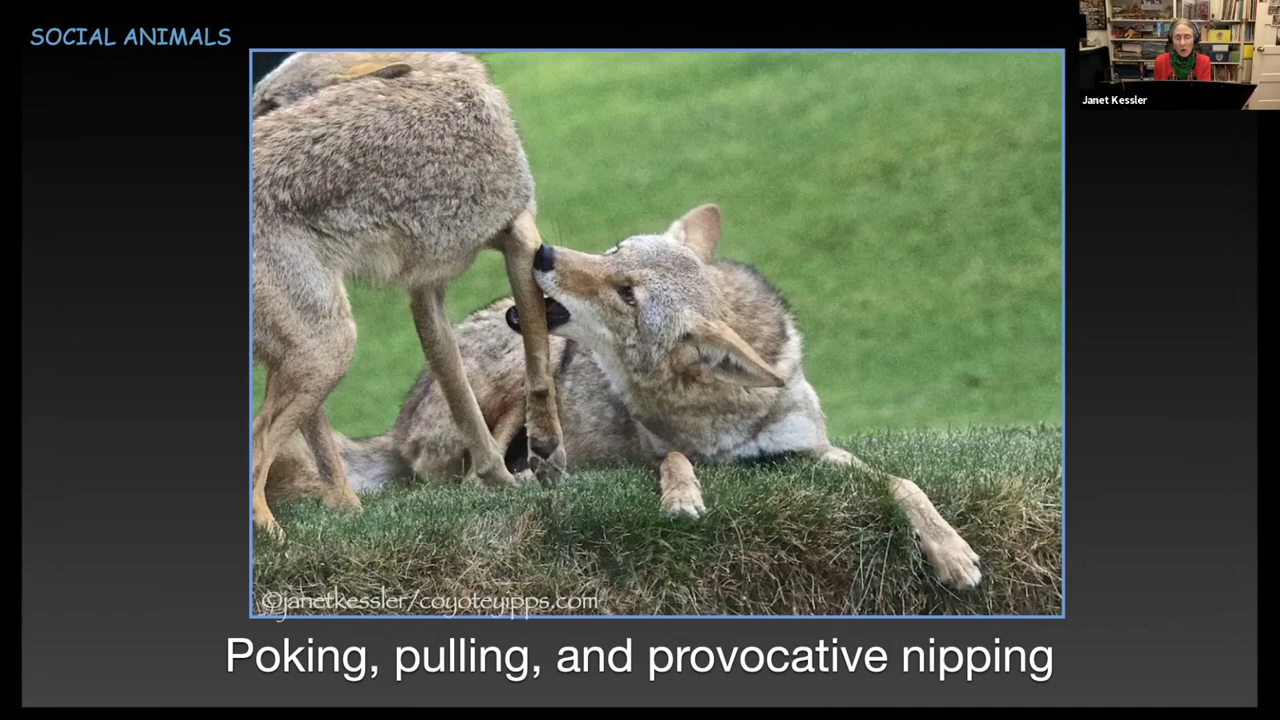 SOCIAL ANIMALS
Janet Kessler
©janetkessler/coyoteyipps.com
Poking, pulling, and provocative nipping